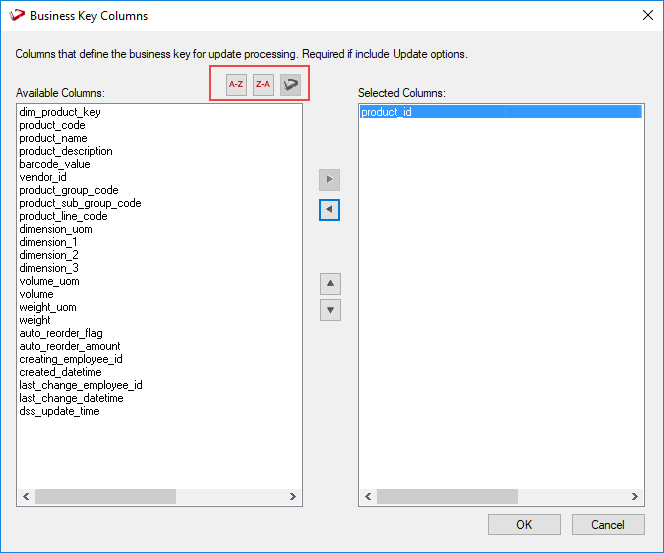 Business Key Columns
Columns that define the business key for update processing. Required if include Update options.
A-Z Z-A
Available Columns:
dim_product_key
product_code
product_name
product_description
barcode_value
vendor_id
product_group_code
product_sub_group_code
product_line_code
dimension_uom
dimension_1
dimension_2
dimension_3
volume_uom
volume
weight_uom
weight
auto_reorder_flag
auto_reorder_amount
creating_employee_id
created_datetime
last_change_employee_id
last_change_datetime
dss_update_time
Selected Columns:
product_id
OK
Cancel